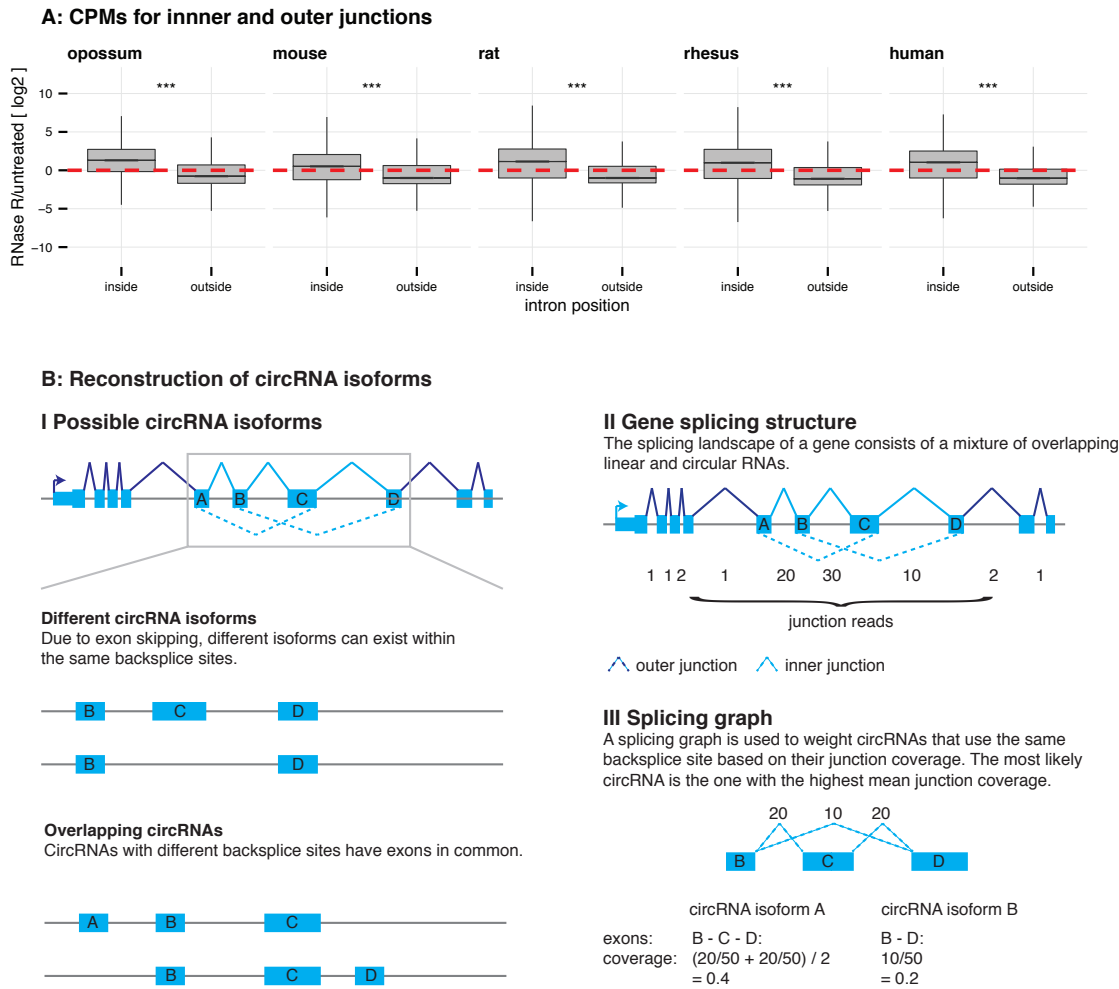 A: CPMs for innner and outer junctions
opossum mouse rat rhesus human
*** *** *** *** ***
RNase R/untreated [ log2 ]
10
5
0
−5
−10
inside outside inside outside inside outside inside outside inside outside
intron position
B: Reconstruction of circRNA isoforms
I Possible circRNA isoforms
A B C D
Different circRNA isoforms
Due to exon skipping, different isoforms can exist within
the same backsplice sites.
B C D
B D
Overlapping circRNAs
CircRNAs with different backsplice sites have exons in common.
A B C
B C D
II Gene splicing structure
The splicing landscape of a gene consists of a mixture of overlapping
linear and circular RNAs.
A B C D
1 1 2 1 20 30 10 2 1
junction reads
outer junction inner junction
III Splicing graph
A splicing graph is used to weight circRNAs that use the same
backsplice site based on their junction coverage. The most likely
circRNA is the one with the highest mean junction coverage.
20 10 20
B C D
circRNA isoform A circRNA isoform B
exons: B - C - D: B - D:
coverage: (20/50 + 20/50) / 2 10/50
= 0.4 = 0.2